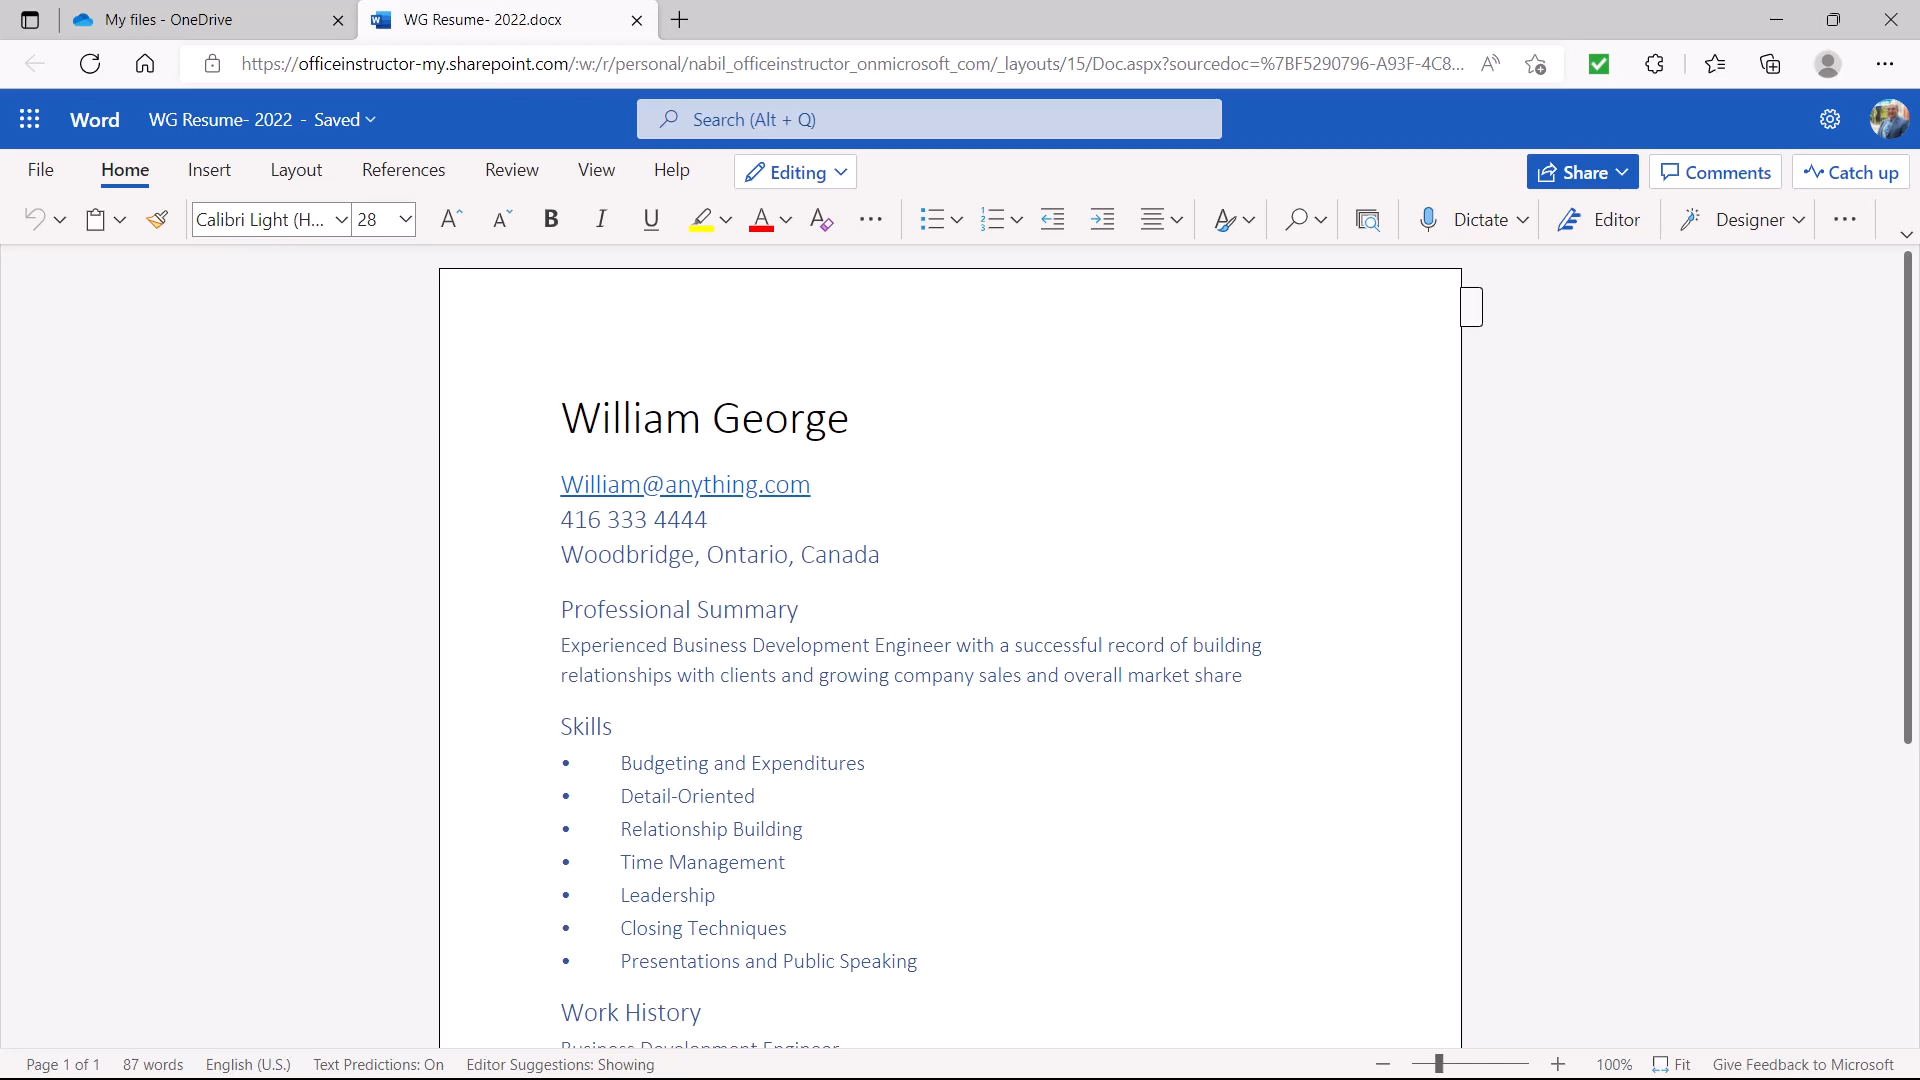 My files - OneDrive
WG Resume- 2022.docx
https://officeinstructor-my.sharepoint.com/:w:/r/personal/nabil_officeinstructor_onmicrosoft_com/_layouts/15/Doc.aspx?sourcedoc=%7BF5290796-A93F-4C8...
Word WG Resume- 2022 - Saved
Search (Alt + Q)
File Home Insert Layout References Review View Help Editing Share Comments Catch up
Calibri Light (H... 28 Dictate Editor Designer
William George
William@anything.com
416 333 4444
Woodbridge, Ontario, Canada
Professional Summary
Experienced Business Development Engineer with a successful record of building
relationships with clients and growing company sales and overall market share
Skills
• Budgeting and Expenditures
• Detail-Oriented
• Relationship Building
• Time Management
• Leadership
• Closing Techniques
• Presentations and Public Speaking
Work History
Business Development Engineer
Page 1 of 1 87 words English (U.S.) Text Predictions: On Editor Suggestions: Showing 100% Fit Give Feedback to Microsoft